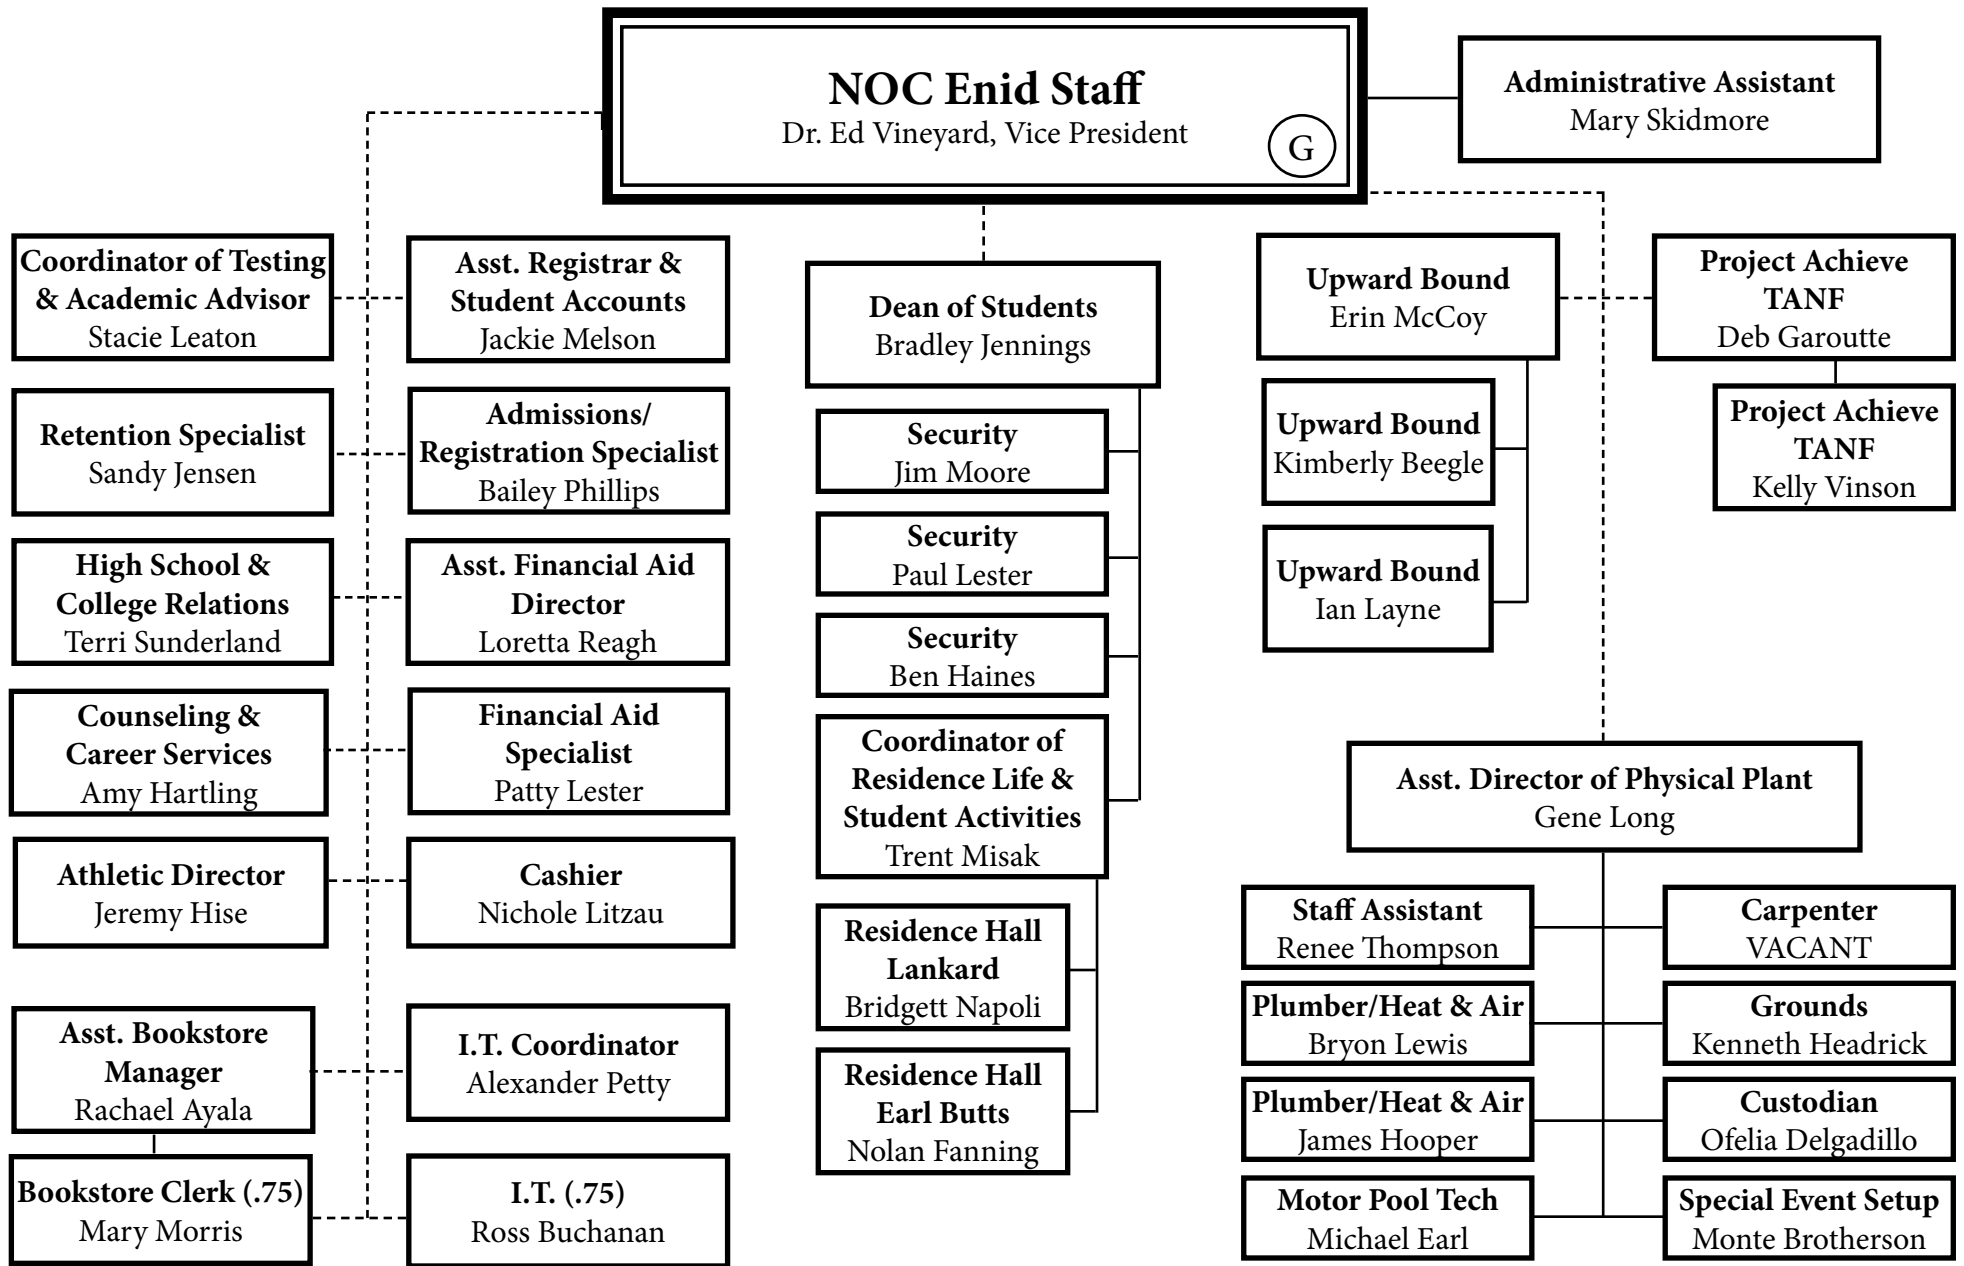 NOC Enid Staff
Dr. Ed Vineyard, Vice President
G
Administrative Assistant
Mary Skidmore
Coordinator of Testing
& Academic Advisor
Stacie Leaton
Asst. Registrar &
Student Accounts
Jackie Melson
Retention Specialist
Sandy Jensen
Admissions/
Registration Specialist
Bailey Phillips
High School &
College Relations
Terri Sunderland
Asst. Financial Aid
Director
Loretta Reagh
Counseling &
Career Services
Amy Hartling
Financial Aid
Specialist
Patty Lester
Athletic Director
Jeremy Hise
Cashier
Nichole Litzau
Asst. Bookstore
Manager
Rachael Ayala
I.T. Coordinator
Alexander Petty
Bookstore Clerk (.75)
Mary Morris
I.T. (.75)
Ross Buchanan
Dean of Students
Bradley Jennings
Security
Jim Moore
Security
Paul Lester
Security
Ben Haines
Coordinator of
Residence Life &
Student Activities
Trent Misak
Residence Hall
Lankard
Bridgett Napoli
Residence Hall
Earl Butts
Nolan Fanning
Upward Bound
Erin McCoy
Upward Bound
Kimberly Beegle
Upward Bound
Ian Layne
Project Achieve
TANF
Deb Garoutte
Project Achieve
TANF
Kelly Vinson
Asst. Director of Physical Plant
Gene Long
Staff Assistant
Renee Thompson
Carpenter
VACANT
Plumber/Heat & Air
Bryon Lewis
Grounds
Kenneth Headrick
Plumber/Heat & Air
James Hooper
Custodian
Ofelia Delgadillo
Motor Pool Tech
Michael Earl
Special Event Setup
Monte Brotherson